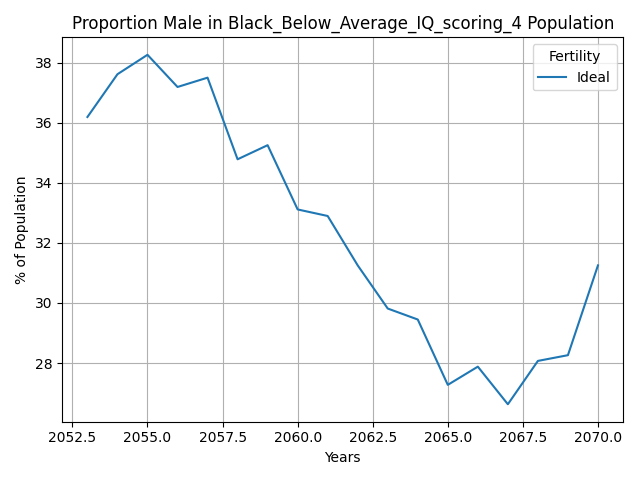 Proportion Male in Black_Below_Average_IQ_scoring_4 Population
Fertility
Ideal
% of Population
38
36
34
32
30
28
2052.5 2055.0 2057.5 2060.0 2062.5 2065.0 2067.5 2070.0
Years